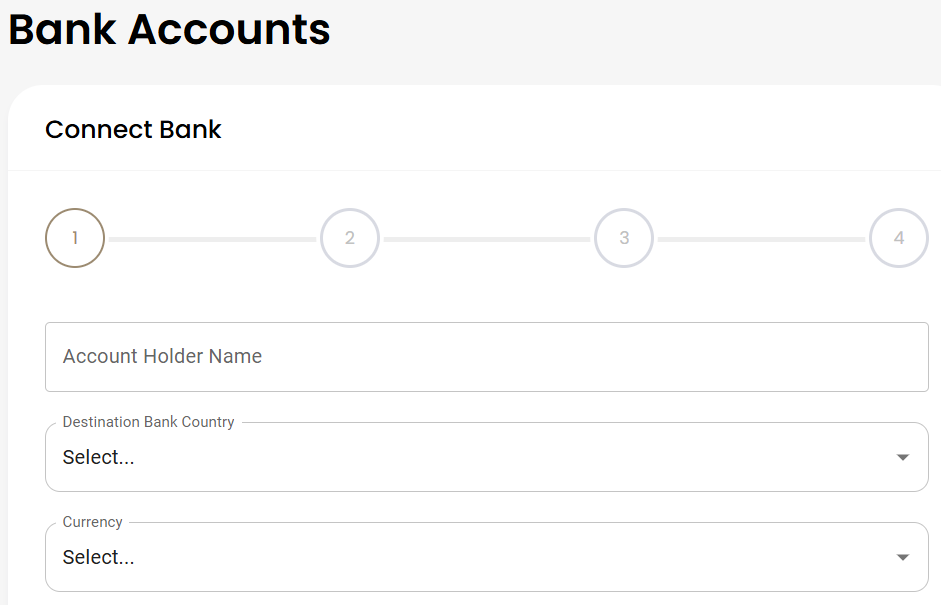 Bank Accounts
Connect Bank
1 2 3 4
Account Holder Name
Destination Bank Country
Select...
Currency
Select...